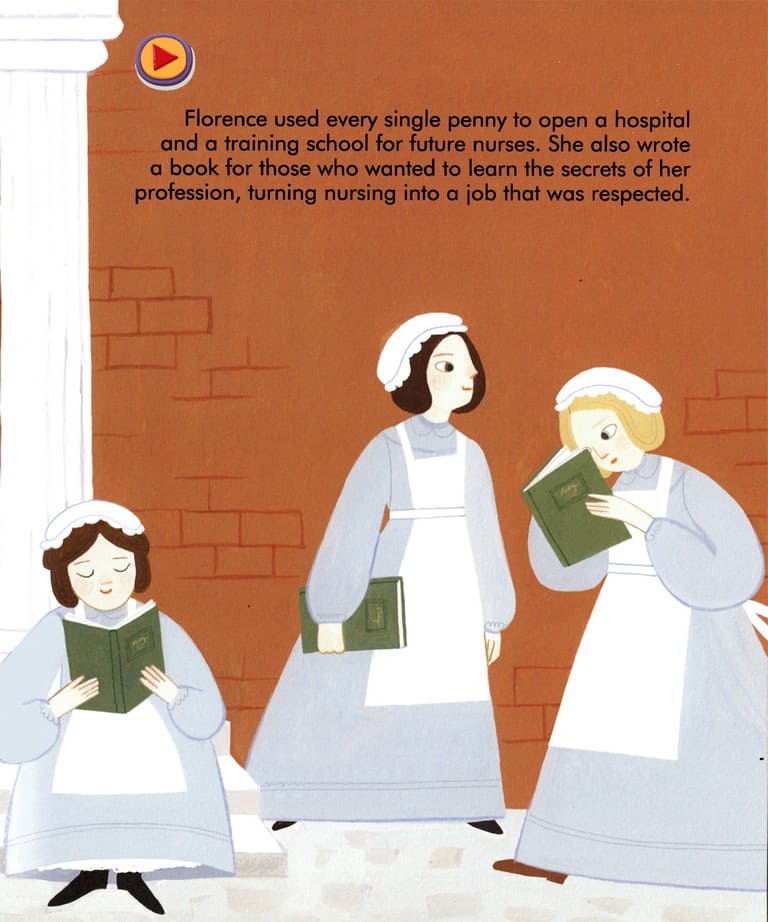 Florence used every single penny to open a hospital
and a training school for future nurses. She also wrote
a book for those who wanted to learn the secrets of her
profession, turning nursing into a job that was respected.